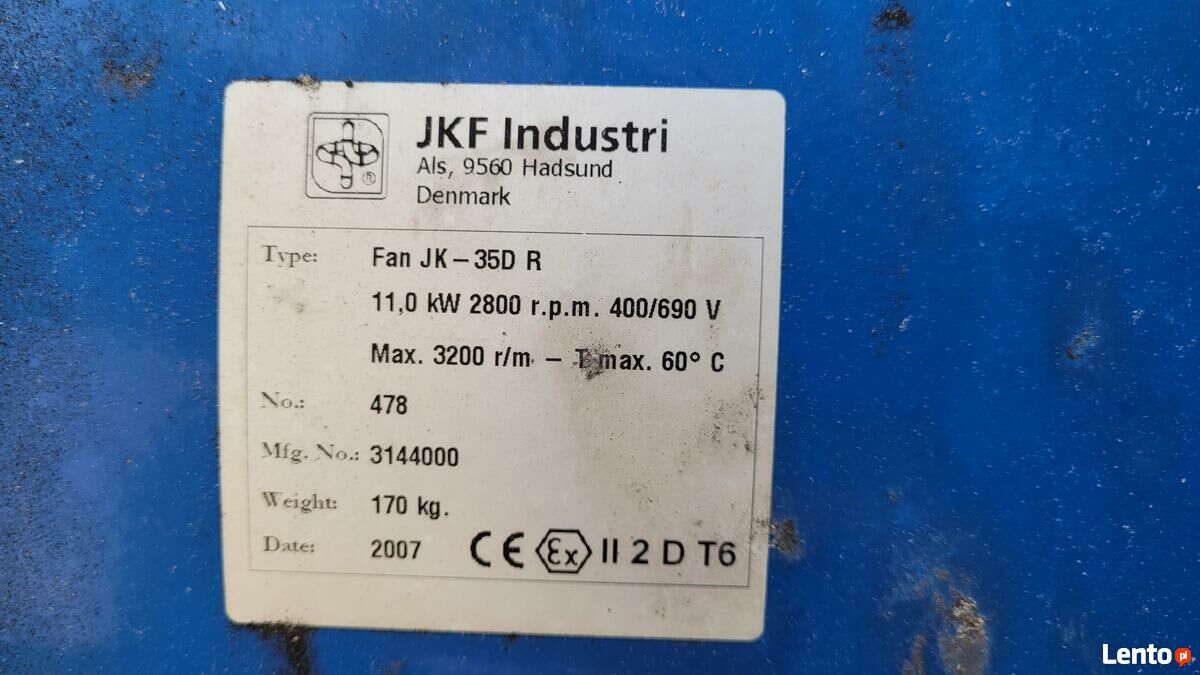 JKF Industri
Als, 9560 Hadsund
Denmark
®
Type: Fan JK-35D R
11,0 kW 2800 r.p.m. 400/690 V
Max. 3200 r/m - T max. 60° C
No.: 478
Mfg. No.: 3144000
Weight: 170 kg.
Date: 2007 CE Ex II 2 D T6
Lento.pl